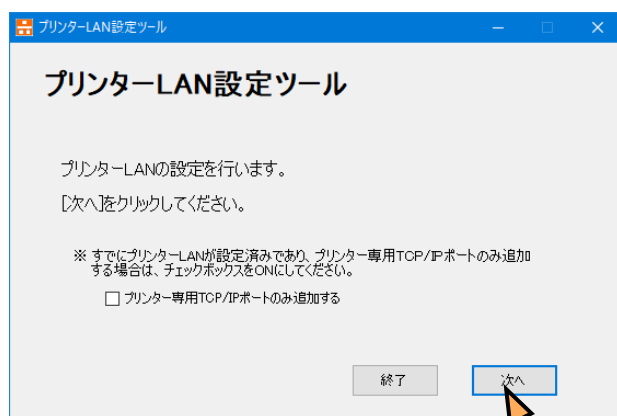 プリンターLAN設定ツール
プリンターLAN設定ツール
プリンターLANの設定を行います。
[次へ]をクリックしてください。
※ すでにプリンターLANが設定済みであり、プリンター専用TCP/IPポートのみ追加
する場合は、チェックボックスをONにしてください。
プリンター専用TCP/IPポートのみ追加する
終了
次へ